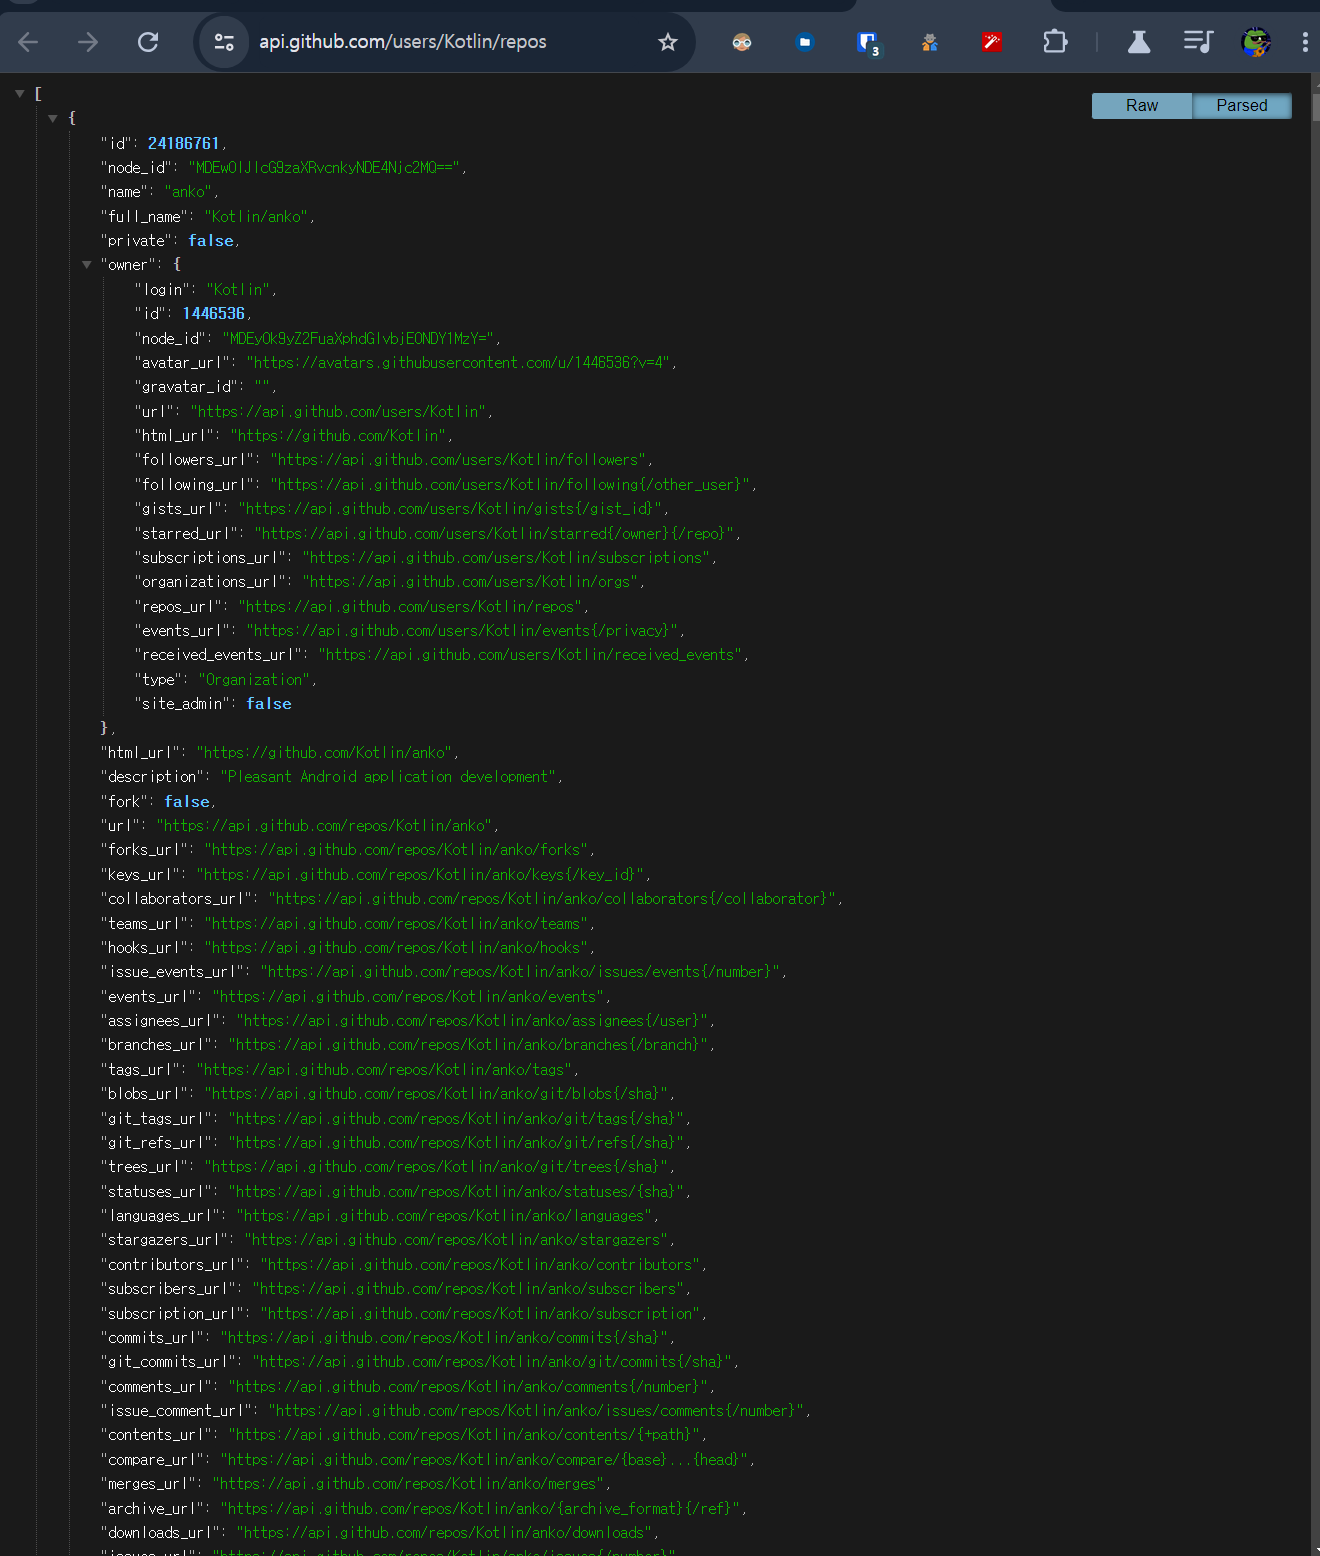 api.github.com/users/Kotlin/repos
3
Raw Parsed
[
{
"id": 24186761,
"node_id": "MDEwOlJlcG9zaXRvcnkyNDE4Njc2MQ==",
"name": "anko",
"full_name": "Kotlin/anko",
"private": false,
"owner": {
"login": "Kotlin",
"id": 1446536,
"node_id": "MDEyOk9yZ2FuaXphdGlvbjE0NDY1MzY=",
"avatar_url": "https://avatars.githubusercontent.com/u/1446536?v=4",
"gravatar_id": "",
"url": "https://api.github.com/users/Kotlin",
"html_url": "https://github.com/Kotlin",
"followers_url": "https://api.github.com/users/Kotlin/followers",
"following_url": "https://api.github.com/users/Kotlin/following{/other_user}",
"gists_url": "https://api.github.com/users/Kotlin/gists{/gist_id}",
"starred_url": "https://api.github.com/users/Kotlin/starred{/owner}{/repo}",
"subscriptions_url": "https://api.github.com/users/Kotlin/subscriptions",
"organizations_url": "https://api.github.com/users/Kotlin/orgs",
"repos_url": "https://api.github.com/users/Kotlin/repos",
"events_url": "https://api.github.com/users/Kotlin/events{/privacy}",
"received_events_url": "https://api.github.com/users/Kotlin/received_events",
"type": "Organization",
"site_admin": false
},
"html_url": "https://github.com/Kotlin/anko",
"description": "Pleasant Android application development",
"fork": false,
"url": "https://api.github.com/repos/Kotlin/anko",
"forks_url": "https://api.github.com/repos/Kotlin/anko/forks",
"keys_url": "https://api.github.com/repos/Kotlin/anko/keys{/key_id}",
"collaborators_url": "https://api.github.com/repos/Kotlin/anko/collaborators{/collaborator}",
"teams_url": "https://api.github.com/repos/Kotlin/anko/teams",
"hooks_url": "https://api.github.com/repos/Kotlin/anko/hooks",
"issue_events_url": "https://api.github.com/repos/Kotlin/anko/issues/events{/number}",
"events_url": "https://api.github.com/repos/Kotlin/anko/events",
"assignees_url": "https://api.github.com/repos/Kotlin/anko/assignees{/user}",
"branches_url": "https://api.github.com/repos/Kotlin/anko/branches{/branch}",
"tags_url": "https://api.github.com/repos/Kotlin/anko/tags",
"blobs_url": "https://api.github.com/repos/Kotlin/anko/git/blobs{/sha}",
"git_tags_url": "https://api.github.com/repos/Kotlin/anko/git/tags{/sha}",
"git_refs_url": "https://api.github.com/repos/Kotlin/anko/git/refs{/sha}",
"trees_url": "https://api.github.com/repos/Kotlin/anko/git/trees{/sha}",
"statuses_url": "https://api.github.com/repos/Kotlin/anko/statuses/{sha}",
"languages_url": "https://api.github.com/repos/Kotlin/anko/languages",
"stargazers_url": "https://api.github.com/repos/Kotlin/anko/stargazers",
"contributors_url": "https://api.github.com/repos/Kotlin/anko/contributors",
"subscribers_url": "https://api.github.com/repos/Kotlin/anko/subscribers",
"subscription_url": "https://api.github.com/repos/Kotlin/anko/subscription",
"commits_url": "https://api.github.com/repos/Kotlin/anko/commits{/sha}",
"git_commits_url": "https://api.github.com/repos/Kotlin/anko/git/commits{/sha}",
"comments_url": "https://api.github.com/repos/Kotlin/anko/comments{/number}",
"issue_comment_url": "https://api.github.com/repos/Kotlin/anko/issues/comments{/number}",
"contents_url": "https://api.github.com/repos/Kotlin/anko/contents/{+path}",
"compare_url": "https://api.github.com/repos/Kotlin/anko/compare/{base}...{head}",
"merges_url": "https://api.github.com/repos/Kotlin/anko/merges",
"archive_url": "https://api.github.com/repos/Kotlin/anko/{archive_format}{/ref}",
"downloads_url": "https://api.github.com/repos/Kotlin/anko/downloads",
"issues_url": "https://api.github.com/repos/Kotlin/anko/issues{/number}"